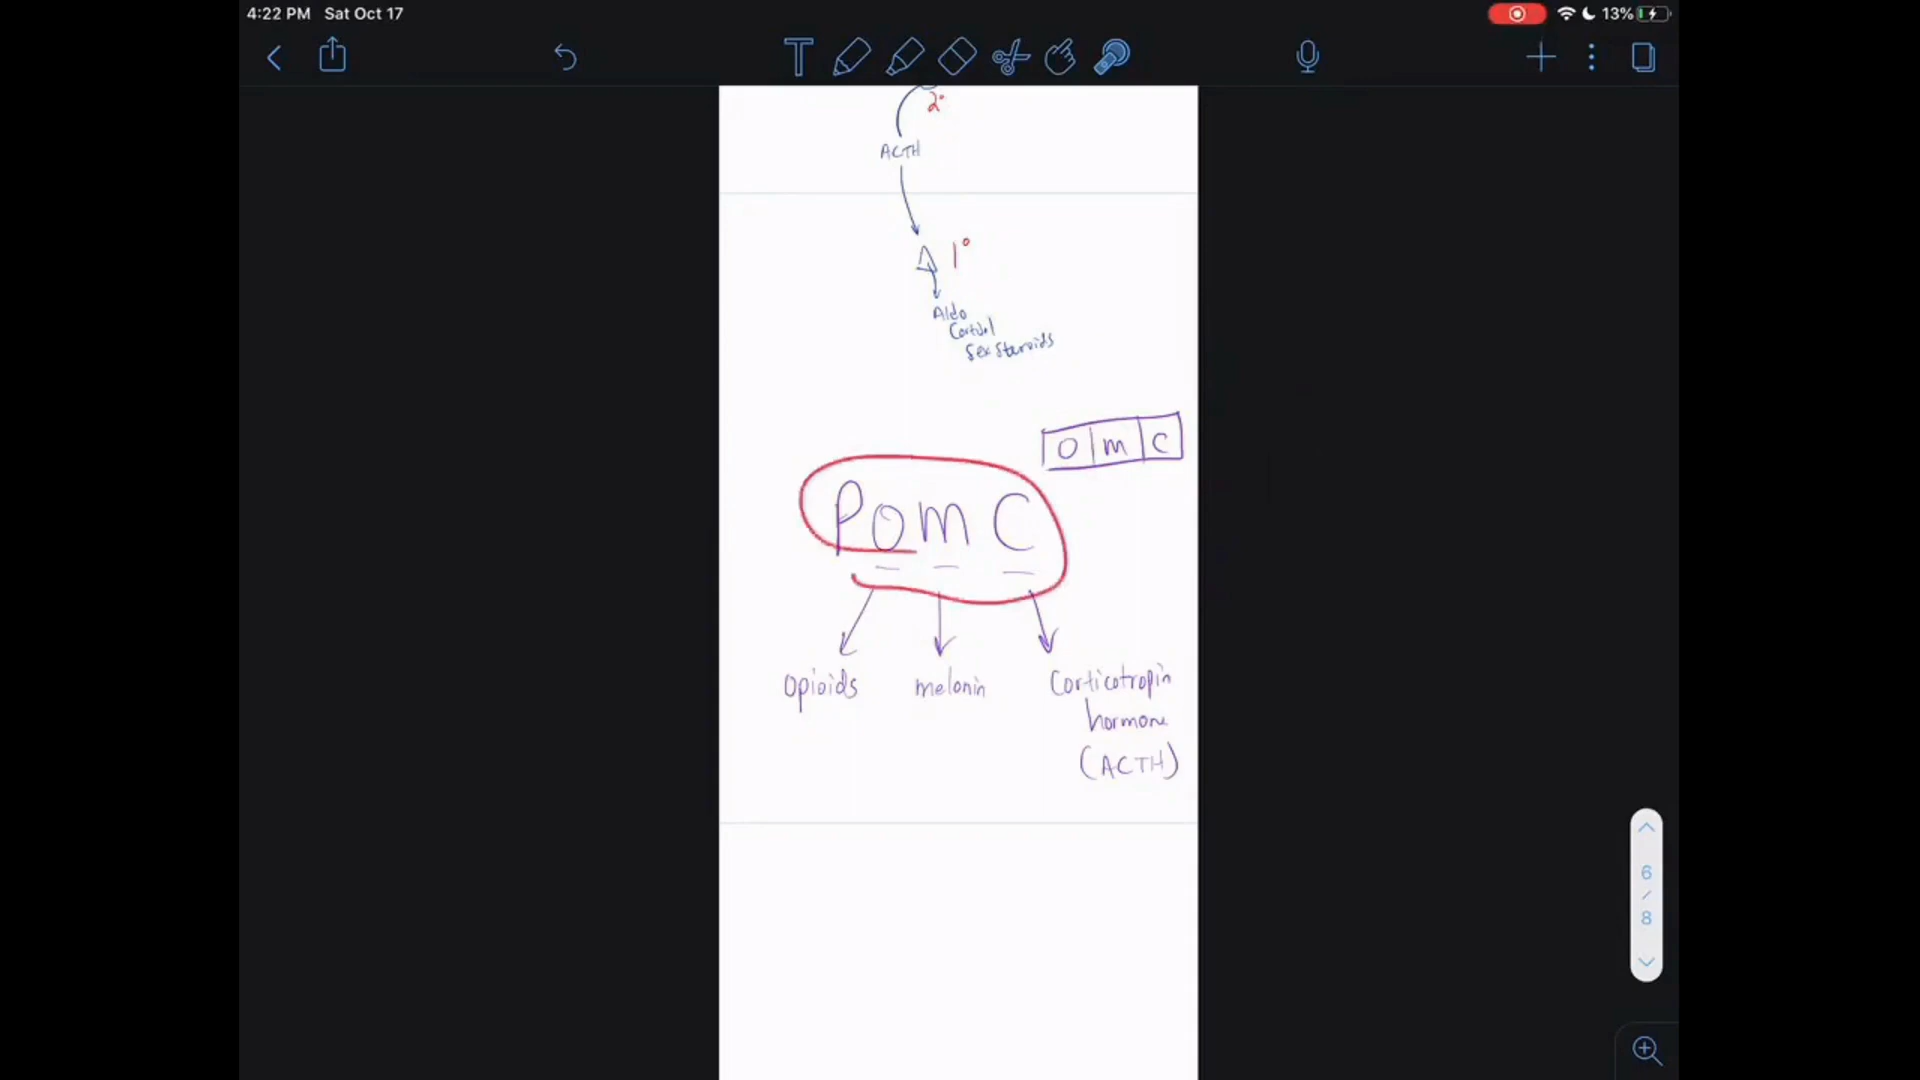 4:22 PM Sat Oct 17
13%
T
2°
ACTH
1°
Aldo
Cortisol
Sex Steroids
O M C
POMC
Opioids melonin Corticotropin
hormone
(ACTH)
6
/
8